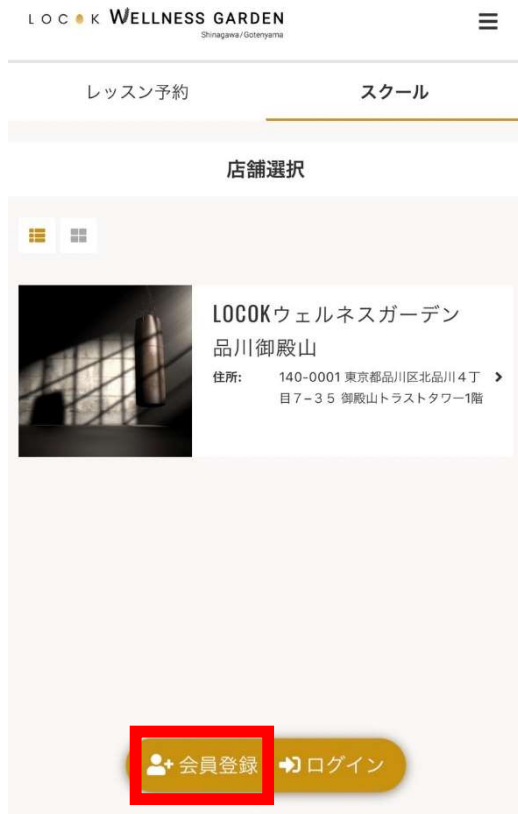 LOCOK WELLNESS GARDEN
Shinagawa/Gotenyama
レッスン予約
スクール
店舗選択
LOCOKウェルネスガーデン
品川御殿山
住所: 140-0001 東京都品川区北品川4丁
目7−35 御殿山トラストタワー1階
会員登録
ログイン